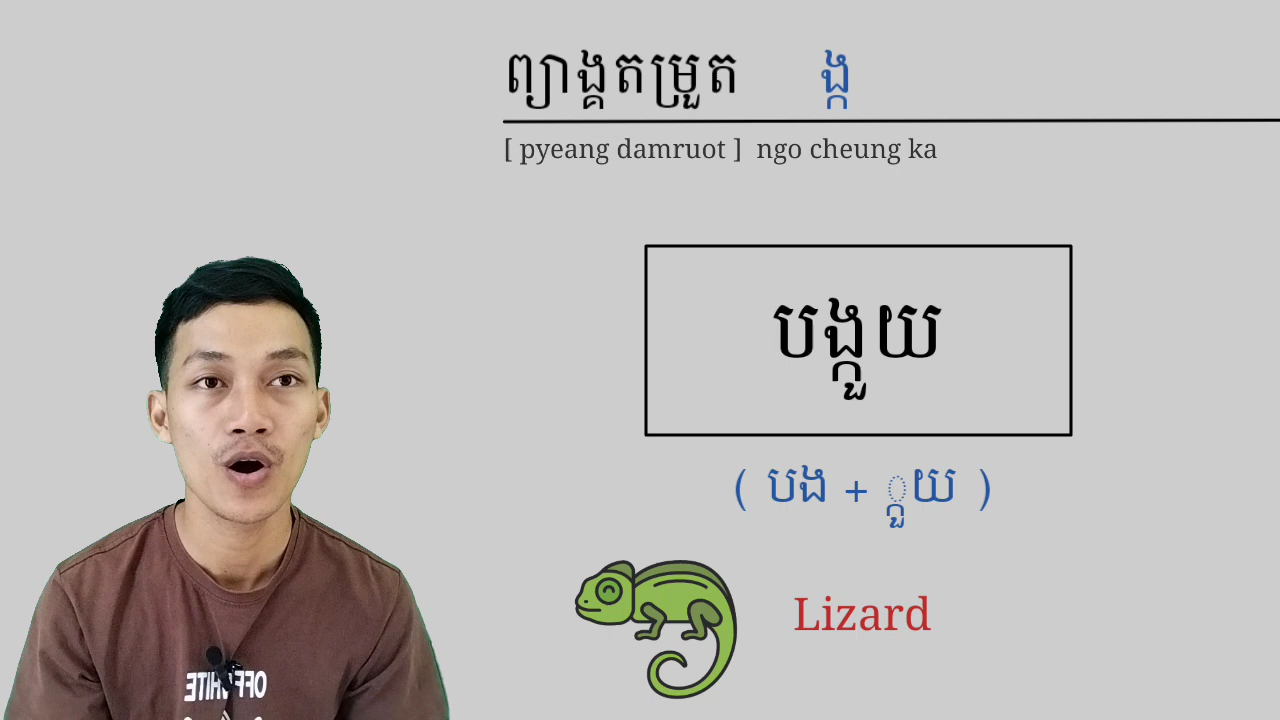 ព្យាង្គតម្រួត ង្ក
[ pyeang damruot ] ngo cheung ka
បង្កួយ
( បង + ្កួយ )
Lizard